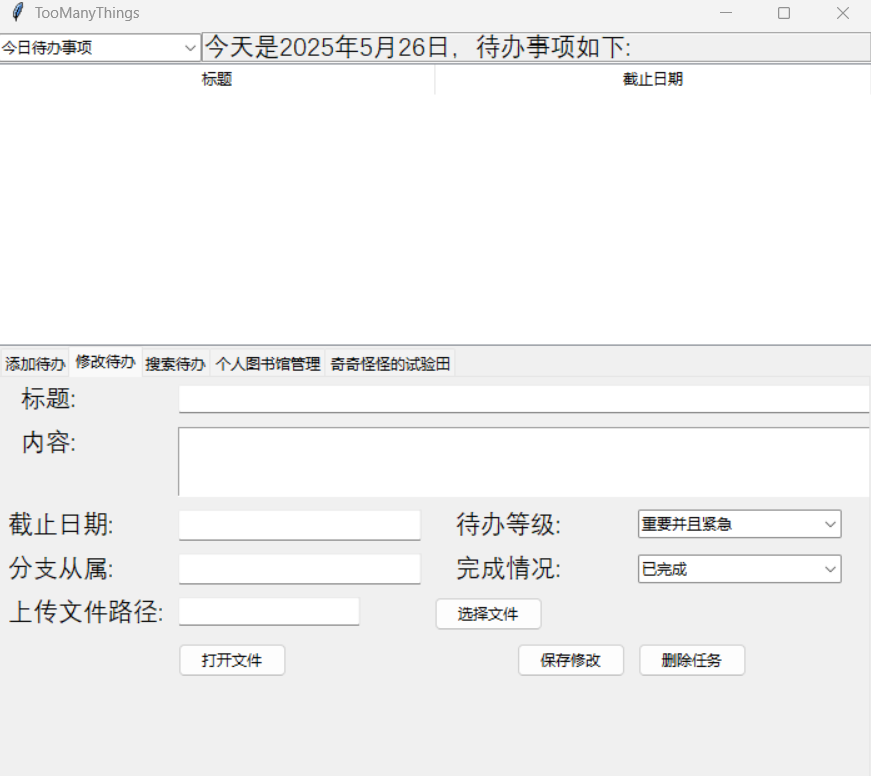 TooManyThings
今日待办事项 今天是2025年5月26日，待办事项如下:
标题 截止日期
添加待办 修改待办 搜索待办 个人图书馆管理 奇奇怪怪的试验田
标题:
内容:
截止日期: 待办等级: 重要并且紧急
分支从属: 完成情况: 已完成
上传文件路径: 选择文件
打开文件 保存修改 删除任务